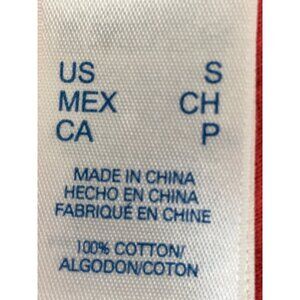 US S
MEX CH
CA P
MADE IN CHINA
HECHO EN CHINA
FABRIQUÉ EN CHINE
100% COTTON/
ALGODON/COTON